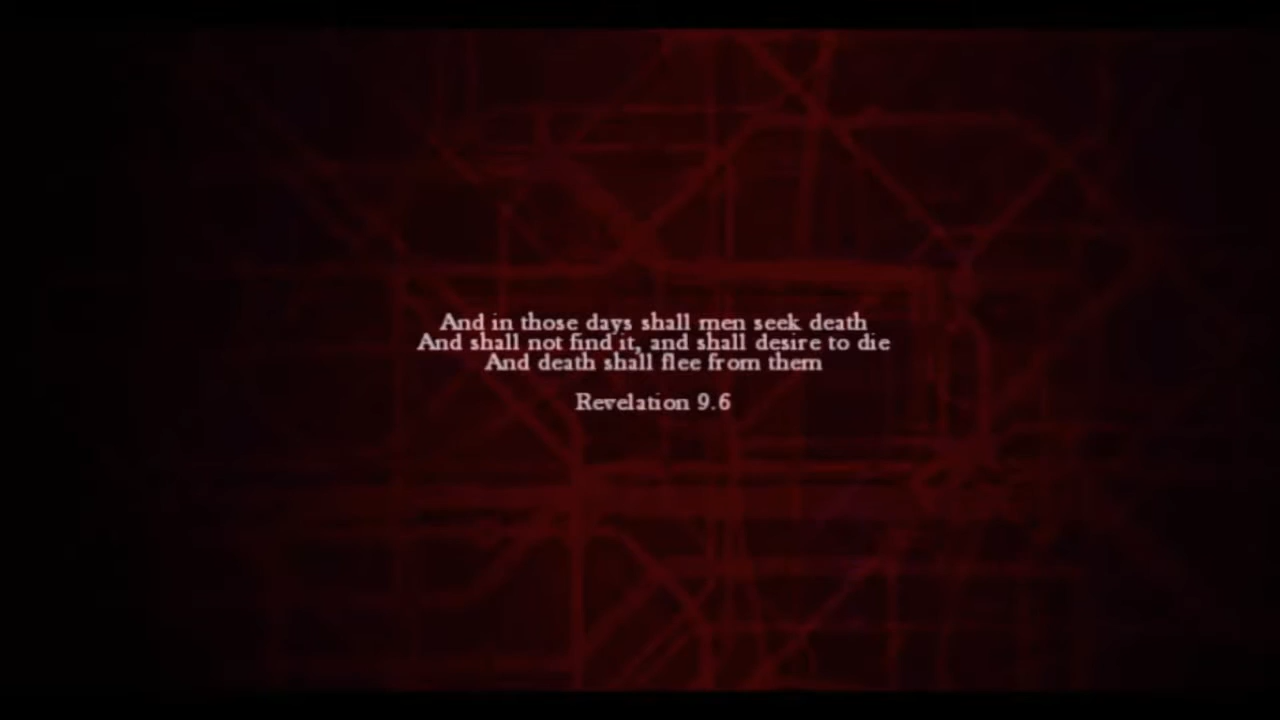 And in those days shall men seek death
And shall not find it, and shall desire to die
And death shall flee from them
Revelation 9.6